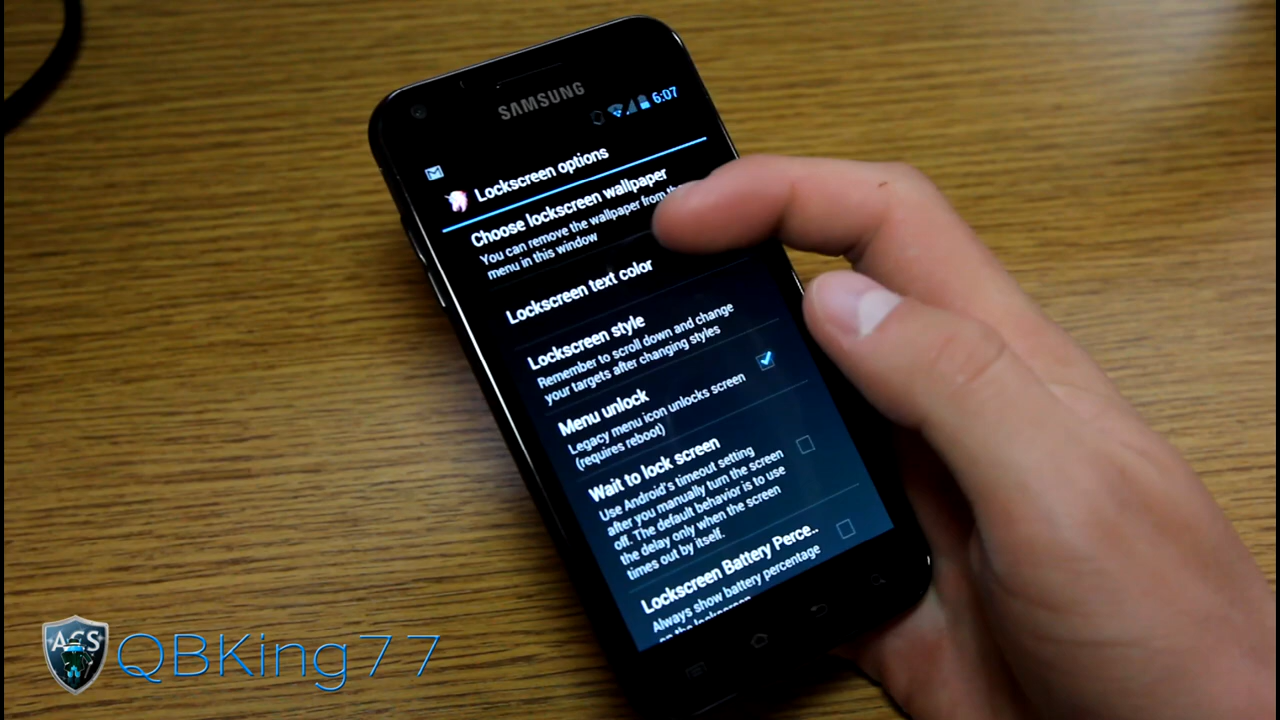 SAMSUNG
6:07
Lockscreen options
Choose lockscreen wallpaper
You can remove the wallpaper from the
menu in this window
Lockscreen text color
Lockscreen style
Remember to scroll down and change
your targets after changing styles
Menu unlock
Legacy menu icon unlocks screen
(requires reboot)
Wait to lock screen
Use Android's timeout setting
after you manually turn the screen
off. The default behavior is to use
the delay only when the screen
times out by itself.
Lockscreen Battery Perce..
Always show battery percentage
on the lockscreen
ACS
QBKing77